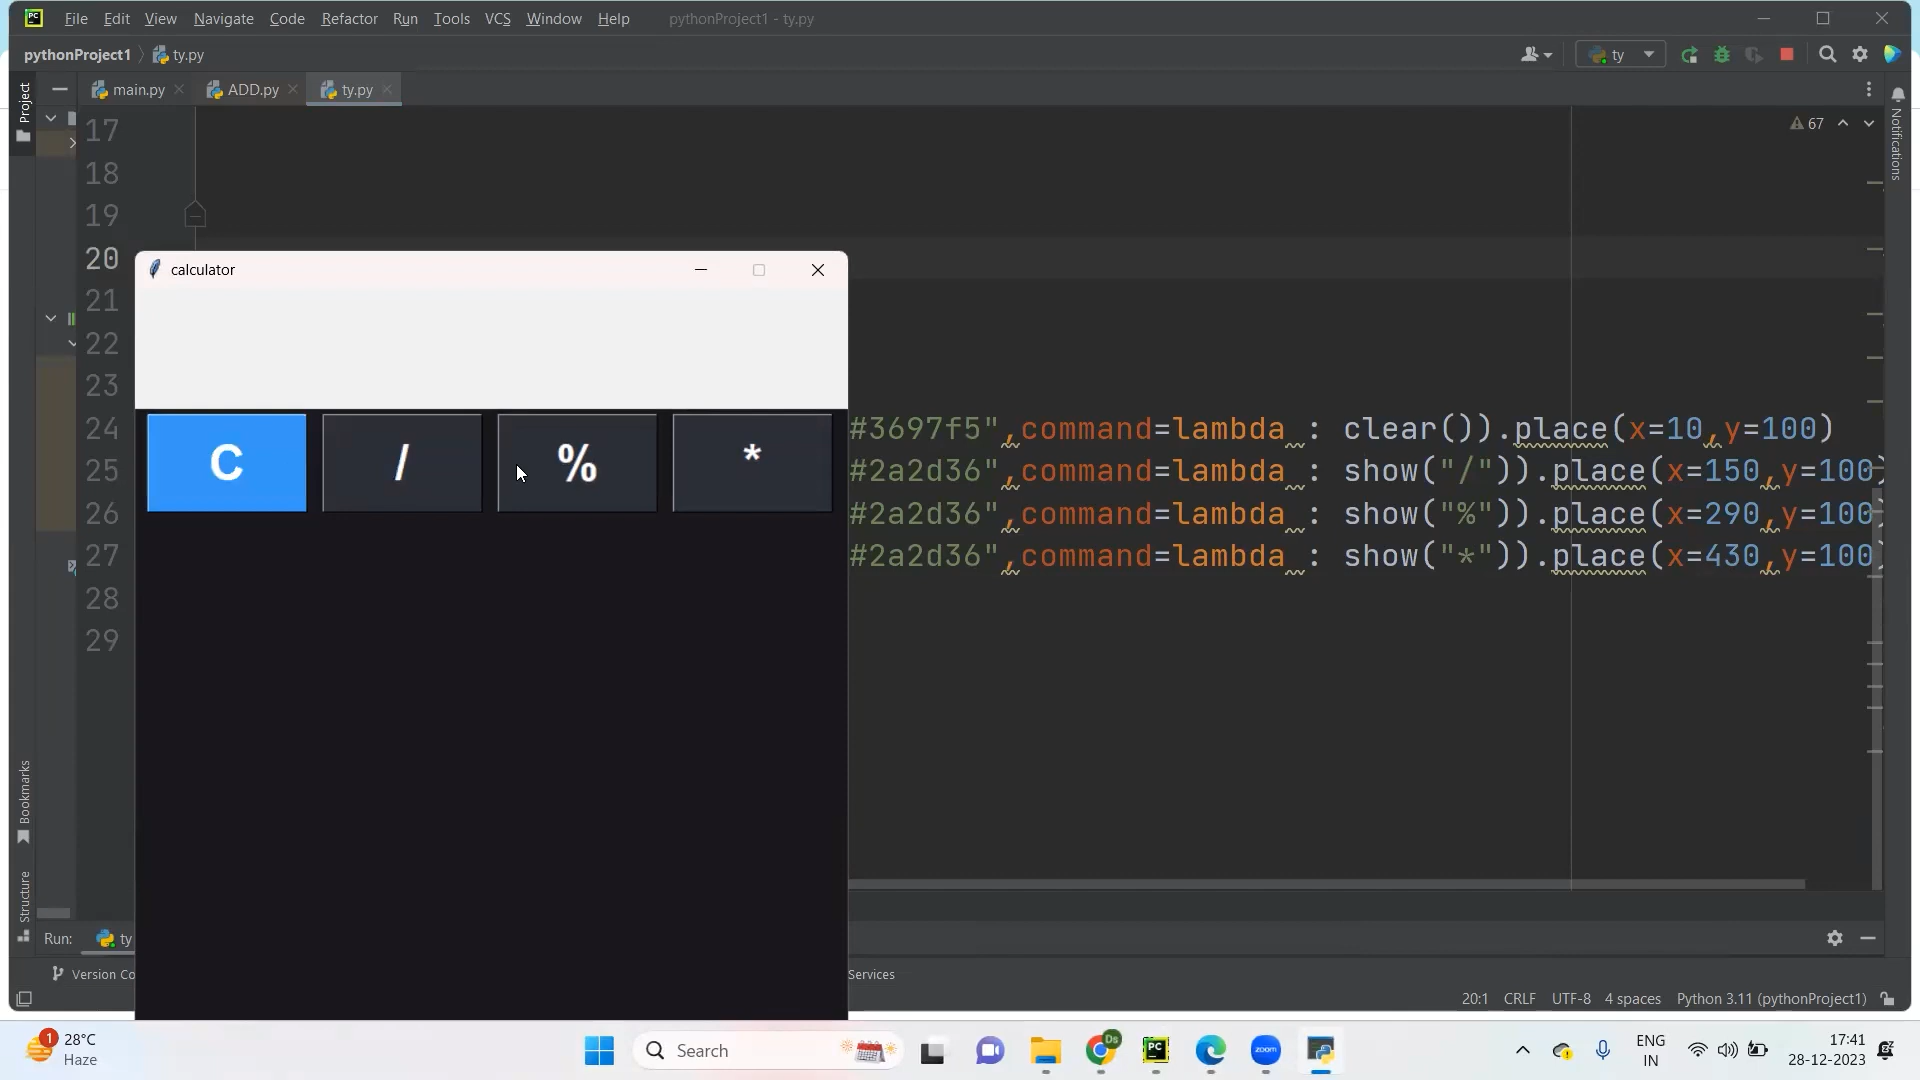 PC File Edit View Navigate Code Refactor Run Tools VCS Window Help pythonProject1 - ty.py
pythonProject1 ty.py ty
Project
main.py ADD.py ty.py
Notifications
67
17
18
19
20
21
22
23
24 #3697f5",command=lambda : clear()).place(x=10,y=100)
25 #2a2d36",command=lambda : show("/")).place(x=150,y=100
26 #2a2d36",command=lambda : show("%")).place(x=290,y=100)
27 #2a2d36",command=lambda : show("*")).place(x=430,y=100)
28
29
calculator
C / % *
Bookmarks
Structure
Run: ty
Version Co Services
20:1 CRLF UTF-8 4 spaces Python 3.11 (pythonProject1)
1 28°C
Haze
Search
Ds
PC
zoom
ENG
IN
17:41
28-12-2023